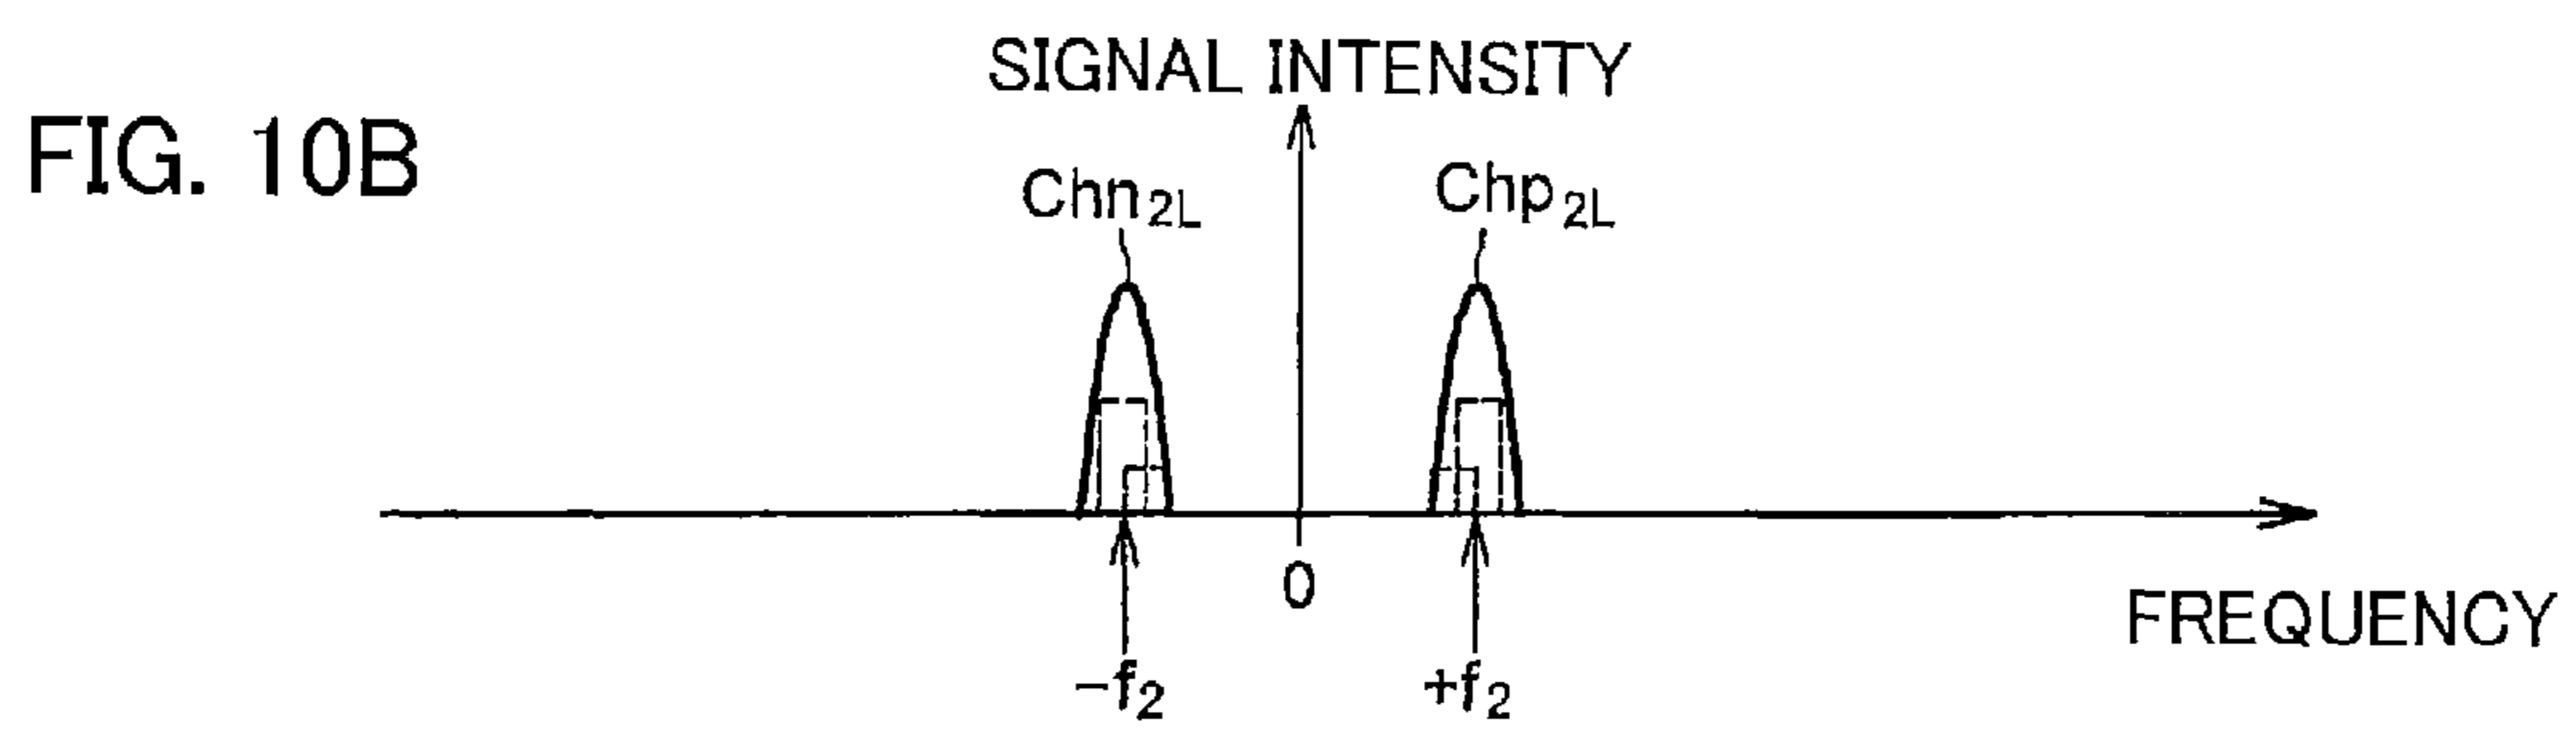 SIGNAL INTENSITY
FIG. 10B
Chn2L
Chp2L
0
FREQUENCY
-f2
+f2